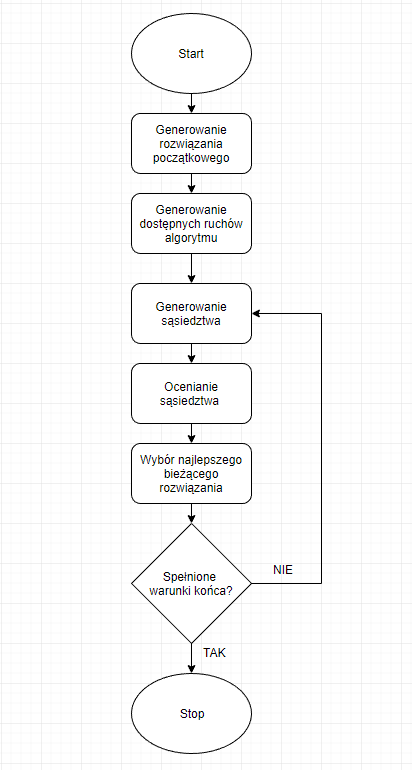 Start
Generowanie
rozwiązania
początkowego
Generowanie
dostępnych ruchów
algorytmu
Generowanie
sąsiedztwa
Ocenianie
sąsiedztwa
Wybór najlepszego
bieżącego
rozwiązania
Spełnione
warunki końca?
NIE
TAK
Stop